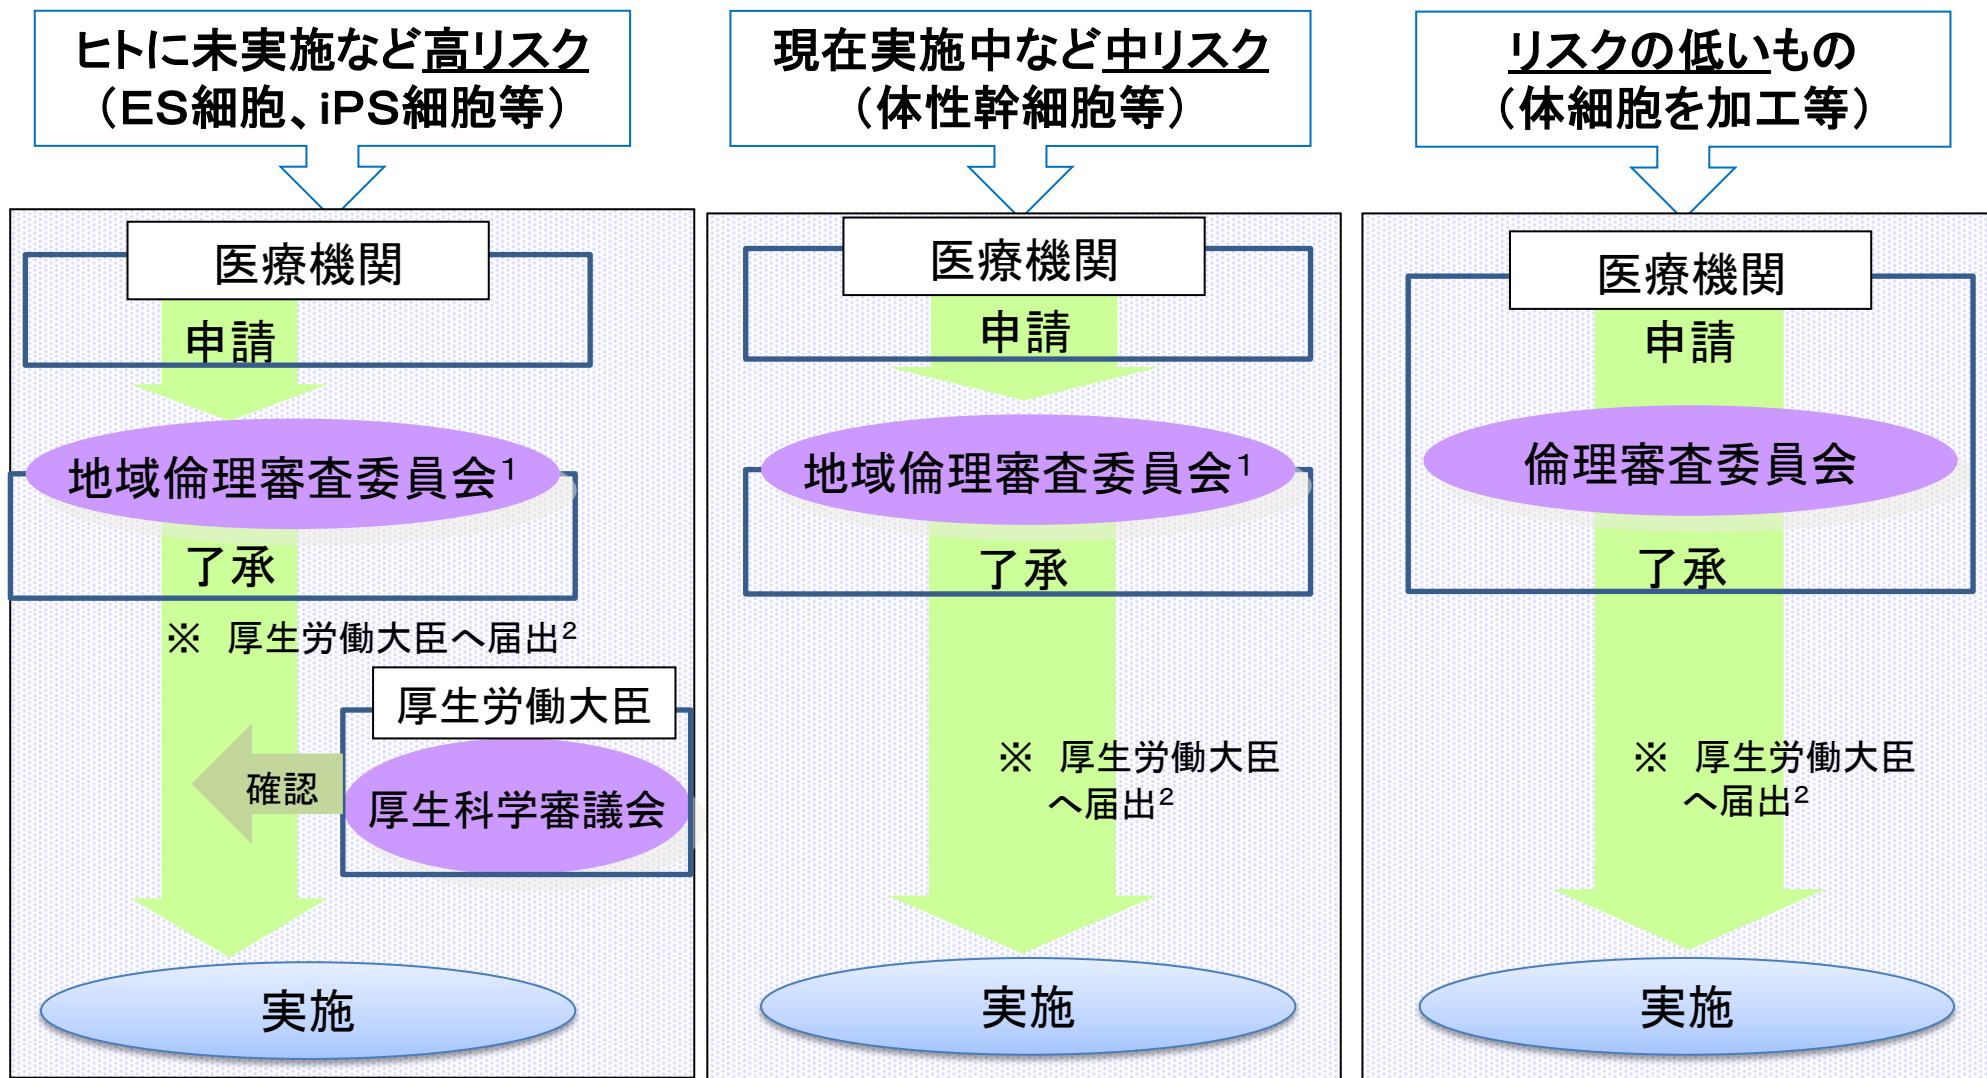 ヒトに未実施など高リスク
（ES細胞、iPS細胞等）
医療機関
申請
地域倫理審査委員会1
了承
※　厚生労働大臣へ届出2
厚生労働大臣
確認
厚生科学審議会
実施
現在実施中など中リスク
（体性幹細胞等）
医療機関
申請
地域倫理審査委員会1
了承
※　厚生労働大臣
へ届出2
実施
リスクの低いもの
（体細胞を加工等）
医療機関
申請
倫理審査委員会
了承
※　厚生労働大臣
へ届出2
実施